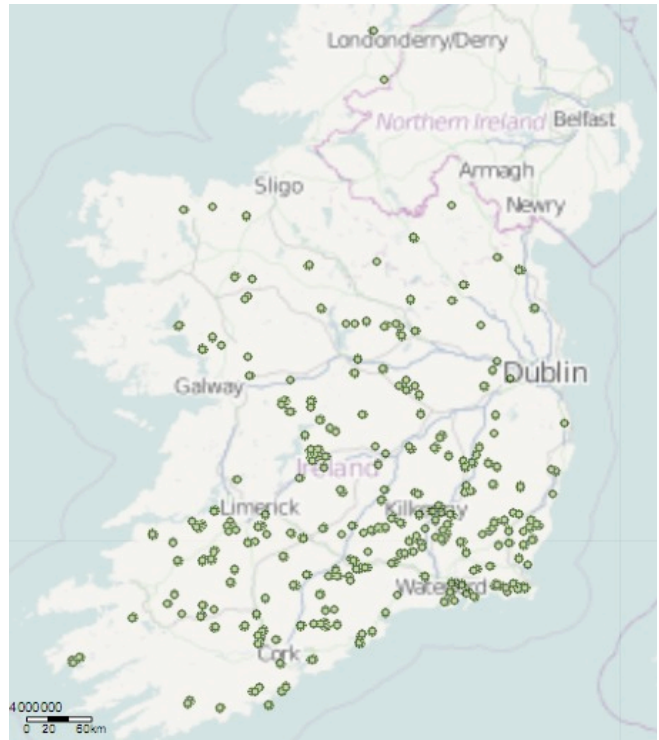 Londonderry/Derry
Northern Ireland
Belfast
Armagh
Sligo
Newry
Dublin
Galway
Ireland
Limerick
Kilkenny
Waterford
Cork
4000000
0 20 60km